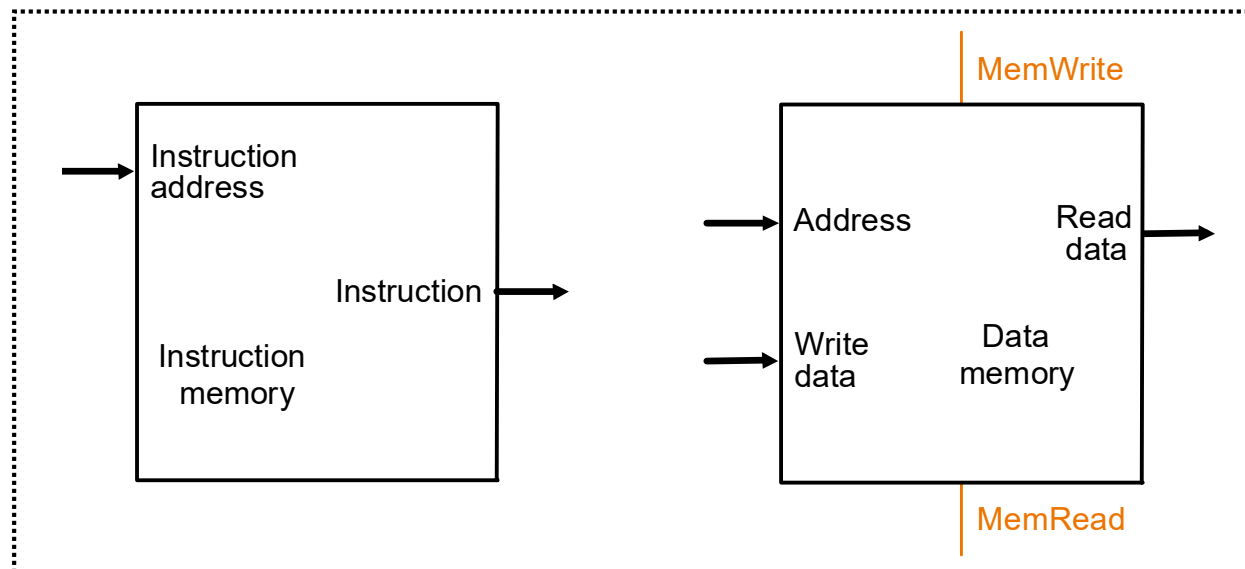 MemWrite
Instruction
address
Instruction
Instruction
memory
Address
Read
data
Write
data
Data
memory
MemRead